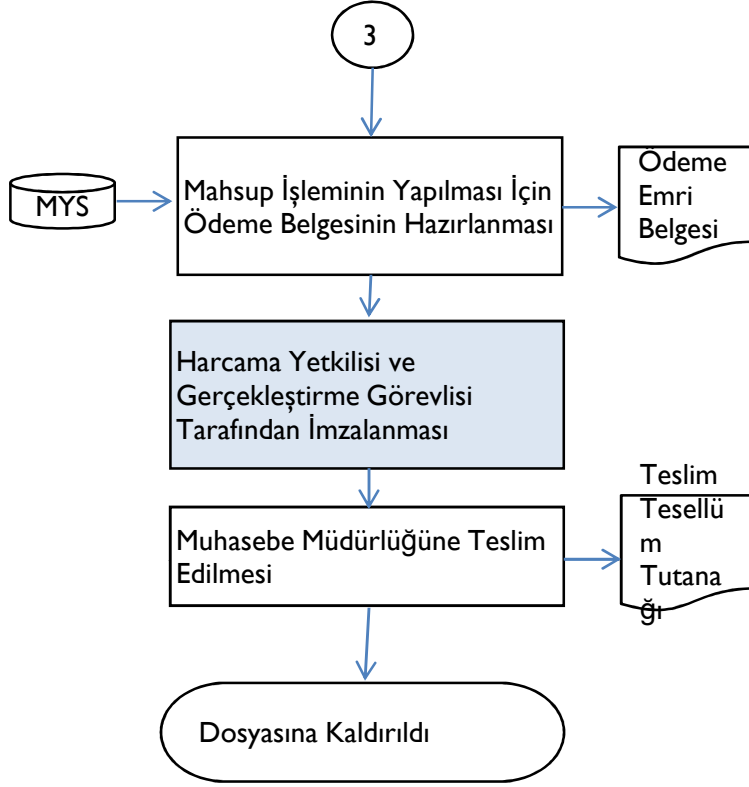 3
MYS
Mahsup İşleminin Yapılması İçin
Ödeme Belgesinin Hazırlanması
Ödeme
Emri
Belgesi
Harcama Yetkilisi ve
Gerçekleştirme Görevlisi
Tarafından İmzalanması
Muhasebe Müdürlüğüne Teslim
Edilmesi
Teslim
Tesellü
m
Tutana
ğı
Dosyasına Kaldırıldı